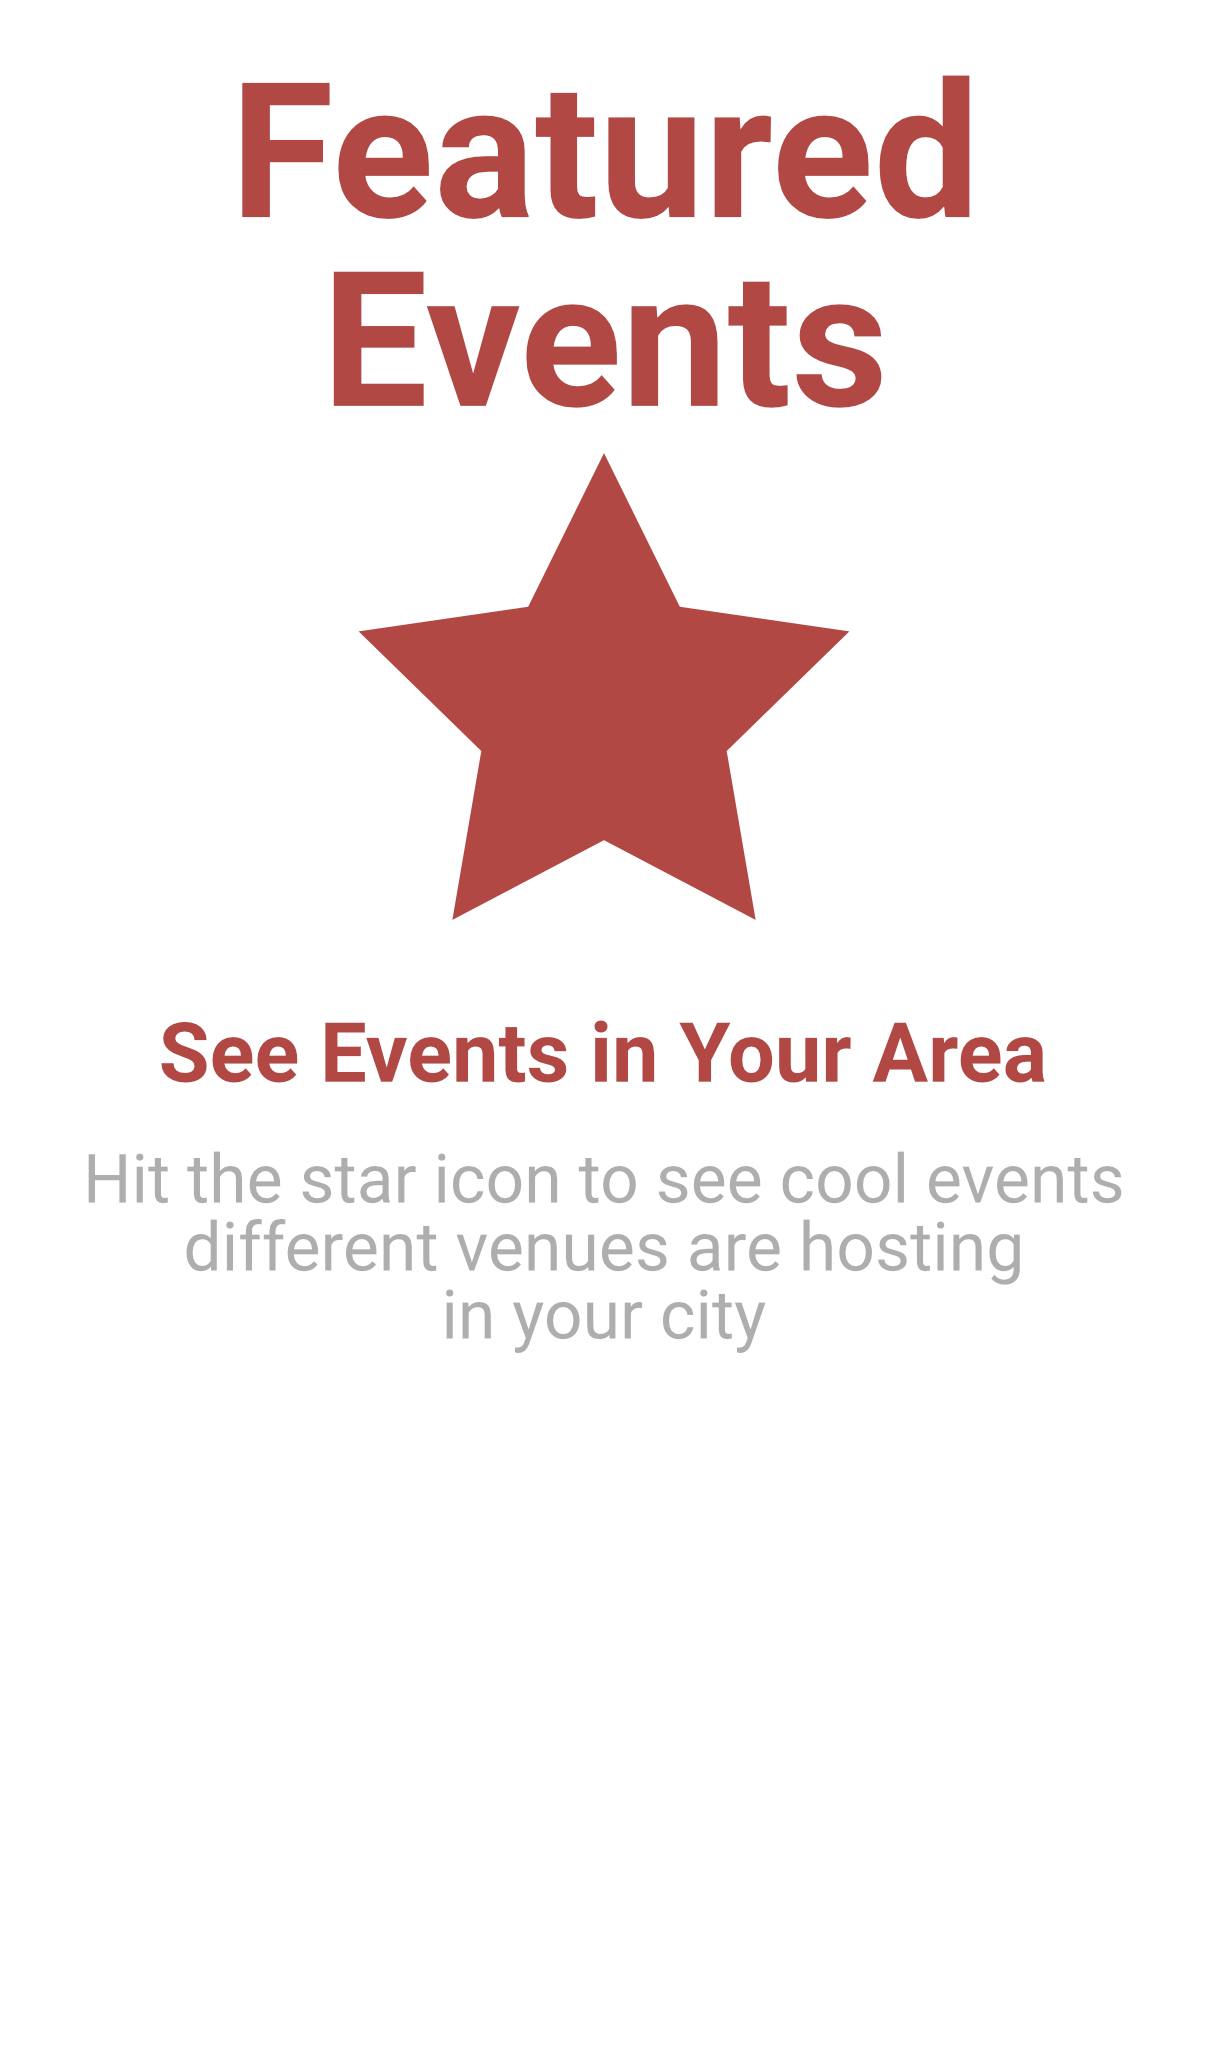 Featured
Events
See Events in Your Area
Hit the star icon to see cool events
different venues are hosting
in your city